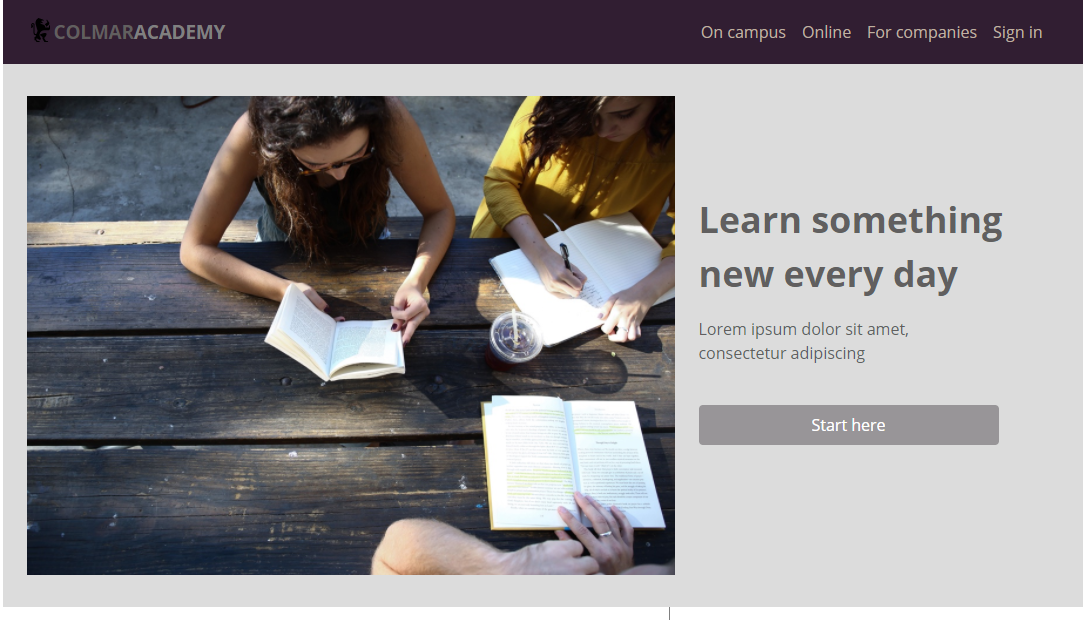 COLMARACADEMY
On campus Online For companies Sign in
Learn something
new every day
Lorem ipsum dolor sit amet,
consectetur adipiscing
Start here